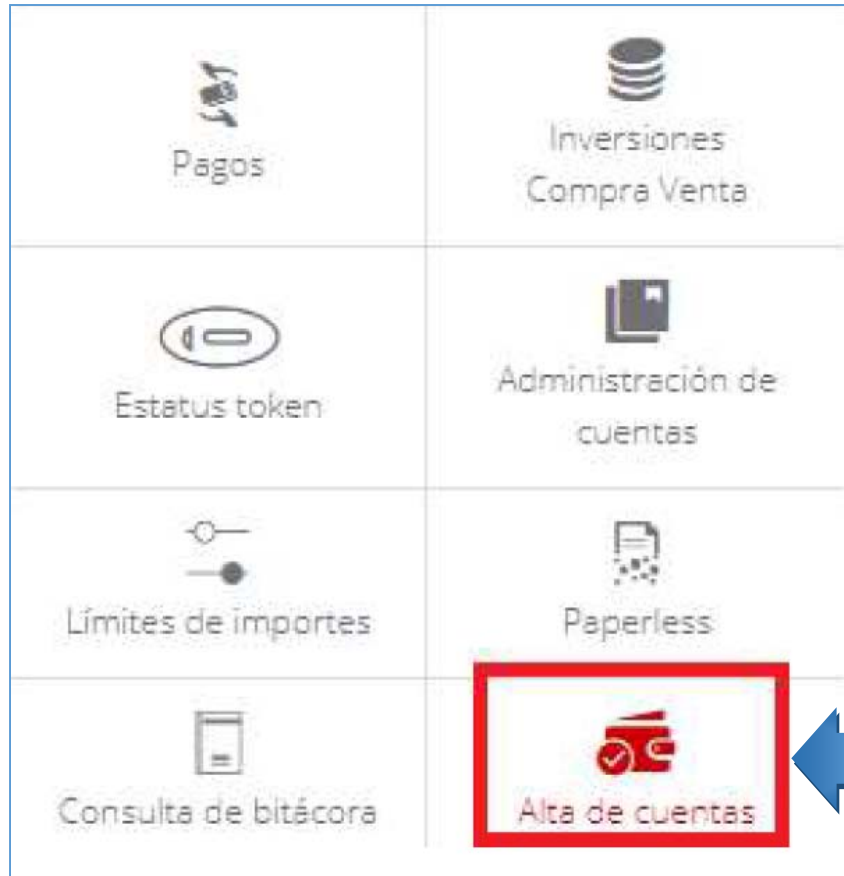 Pagos
Inversiones
Compra Venta
Estatus token
Administración de
cuentas
Límites de importes
Paperless
Consulta de bitácora
Alta de cuentas